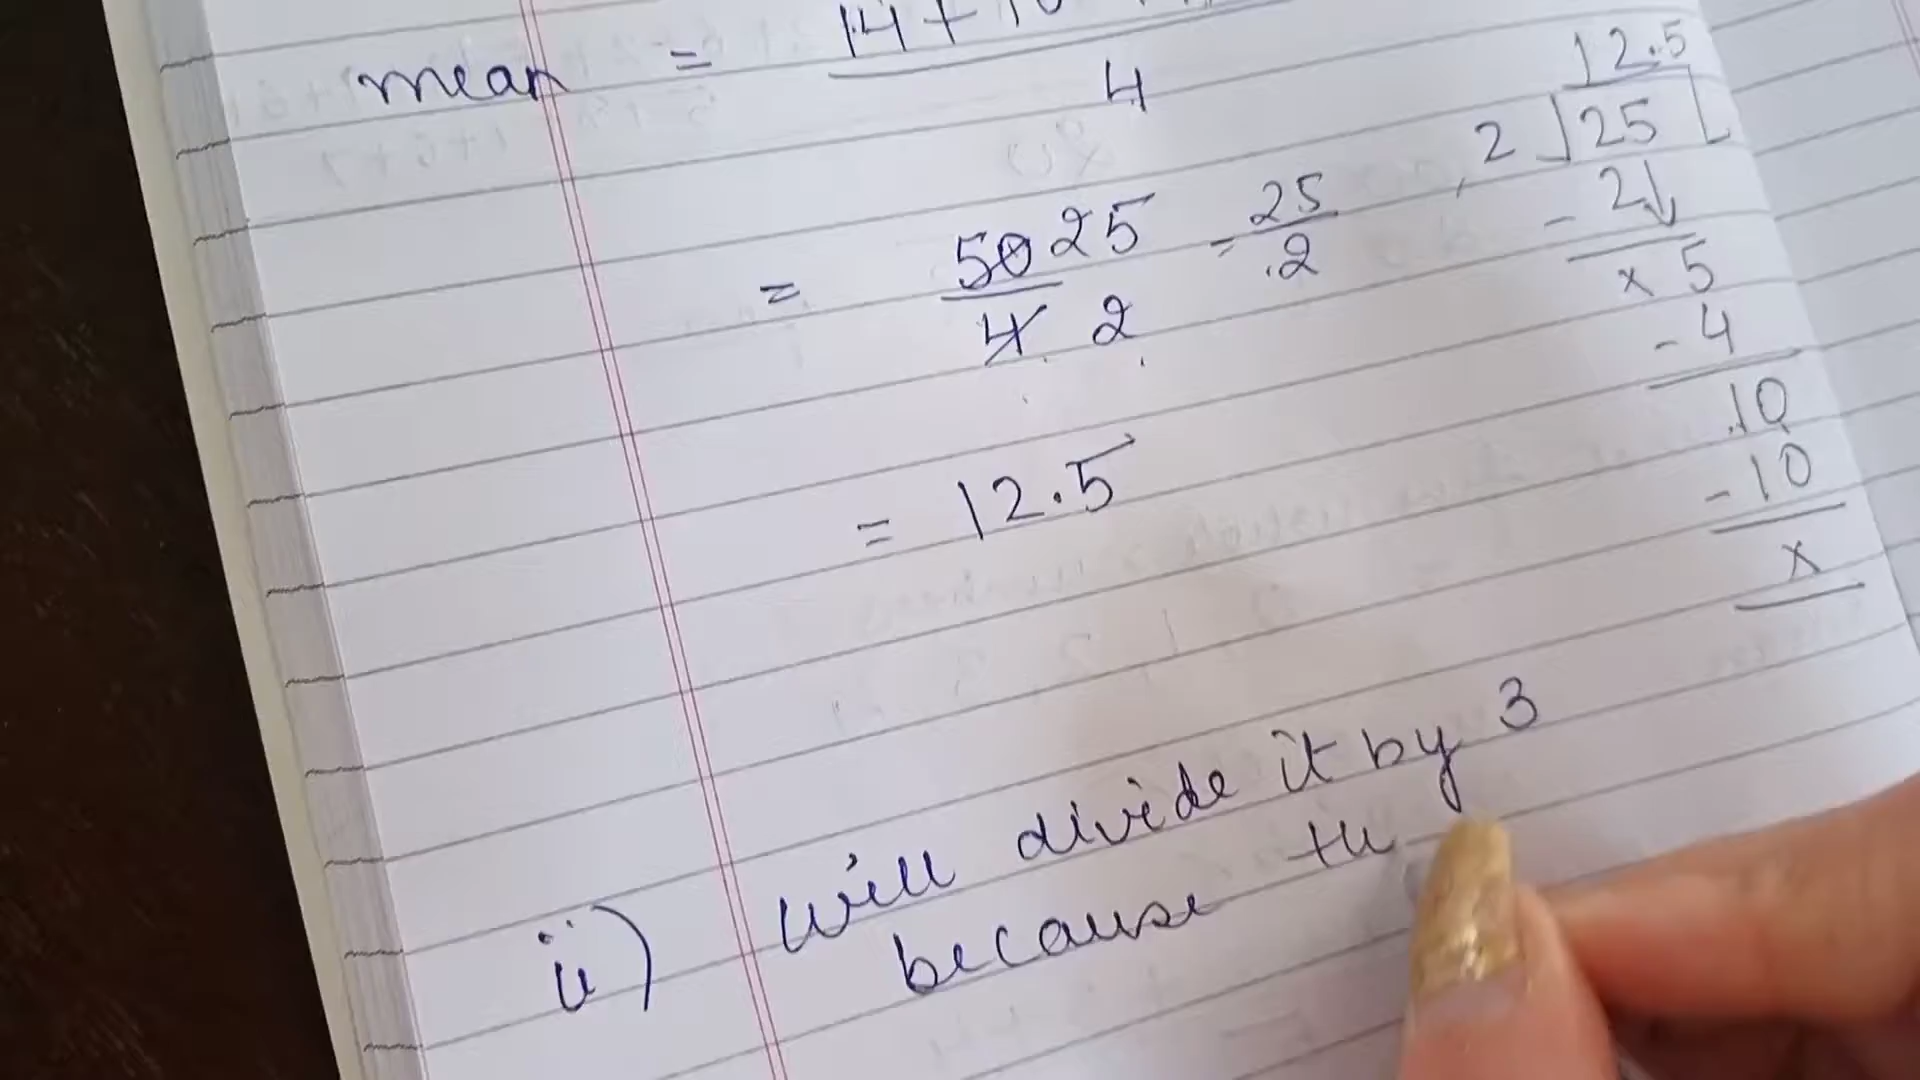 mean = 14 +
4
= 50 25 = 25
4 2 2
= 12.5
12.5
2 25
- 2
x 5
- 4
10
- 10
x
ii) will divide it by 3
because